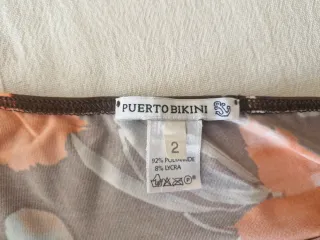 PUERTO BIKINI
2
92% POLYAMIDE
8% LYCRA